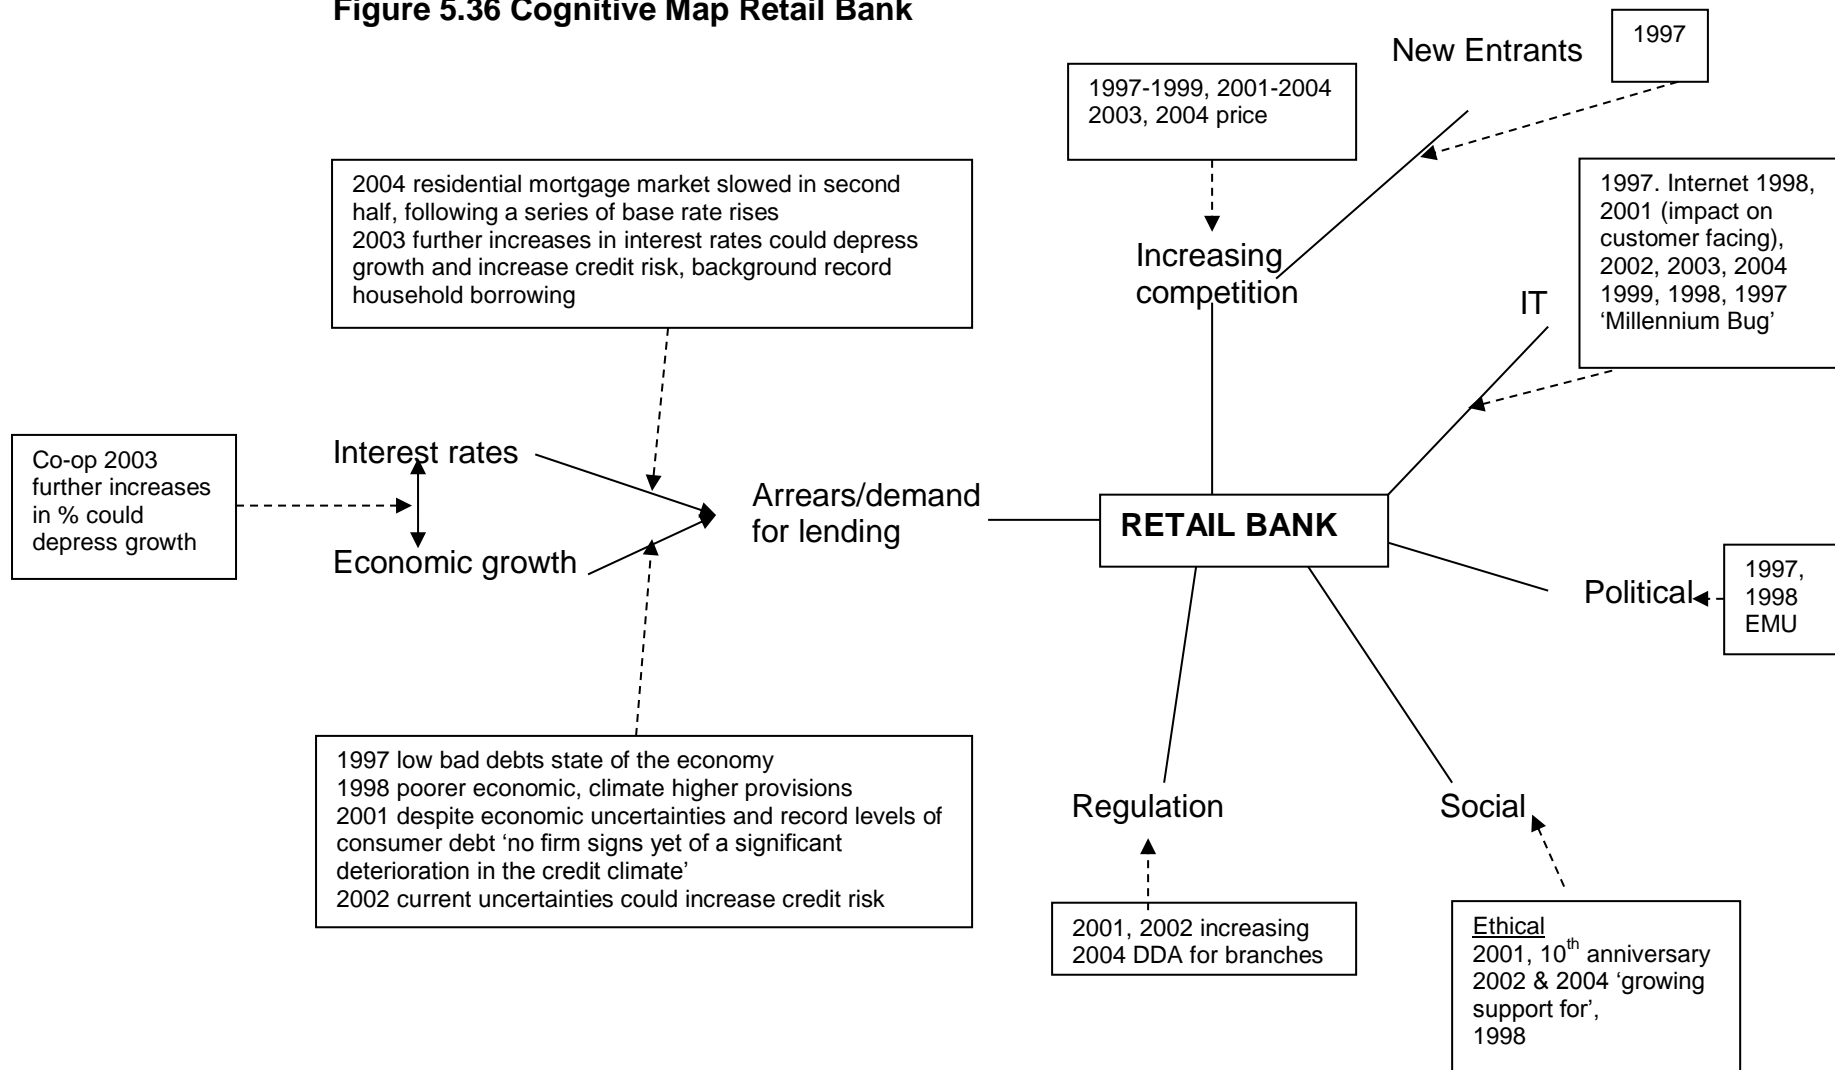 Figure 5.36 Cognitive Map Retail Bank
New Entrants
1997
1997-1999, 2001-2004
2003, 2004 price
2004 residential mortgage market slowed in second
half, following a series of base rate rises
2003 further increases in interest rates could depress
growth and increase credit risk, background record
household borrowing
1997. Internet 1998,
2001 (impact on
customer facing),
2002, 2003, 2004
1999, 1998, 1997
‘Millennium Bug’
Increasing
competition
IT
Co-op 2003
further increases
in % could
depress growth
Interest rates
Economic growth
Arrears/demand
for lending
RETAIL BANK
Political
1997,
1998
EMU
1997 low bad debts state of the economy
1998 poorer economic, climate higher provisions
2001 despite economic uncertainties and record levels of
consumer debt ‘no firm signs yet of a significant
deterioration in the credit climate’
2002 current uncertainties could increase credit risk
Regulation
Social
2001, 2002 increasing
2004 DDA for branches
Ethical
2001, 10th anniversary
2002 & 2004 ‘growing
support for’,
1998